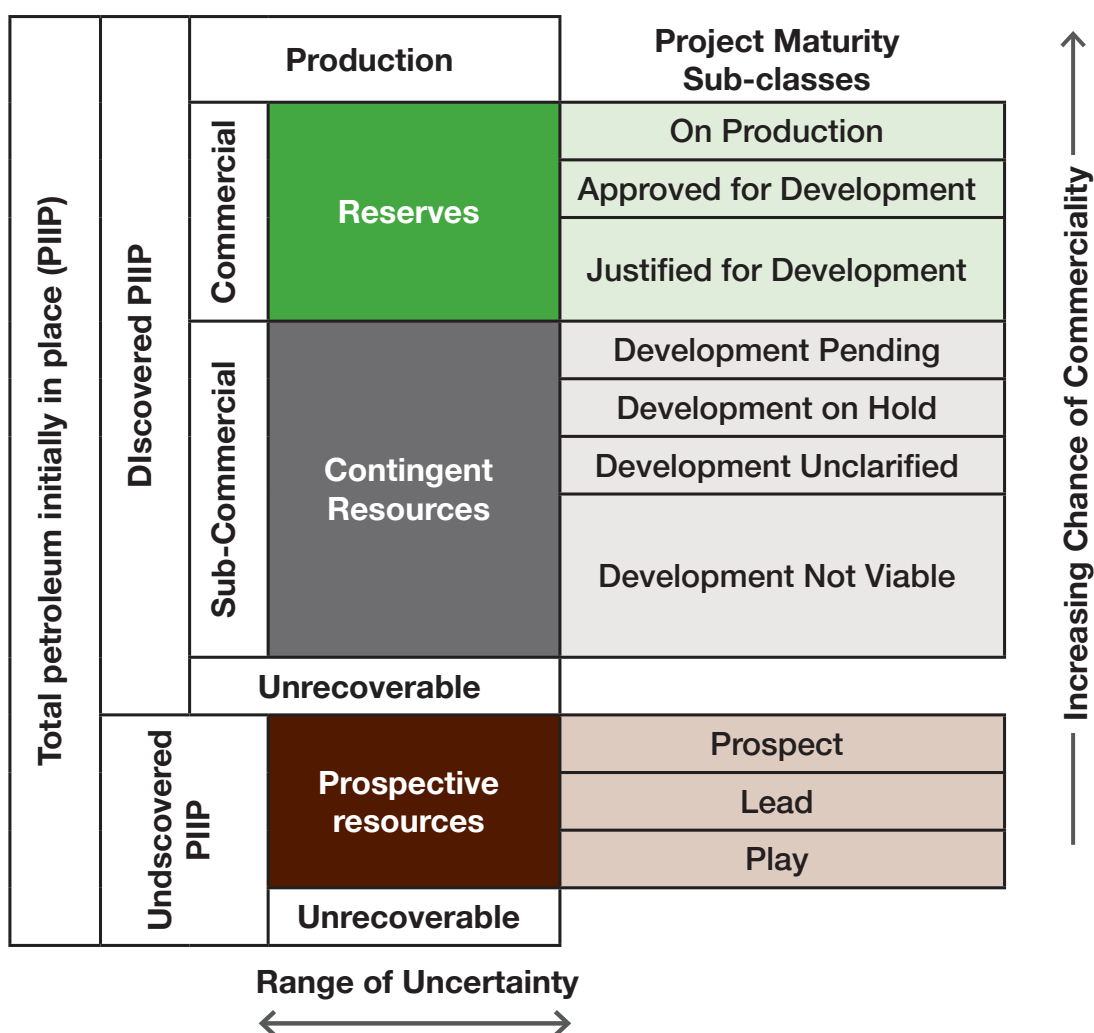 Total petroleum initially in place (PIIP)
DIscovered PIIP
Production
Project Maturity
Sub-classes
Commercial
Reserves
On Production
Approved for Development
Justified for Development
Sub-Commercial
Contingent
Resources
Development Pending
Development on Hold
Development Unclarified
Development Not Viable
Unrecoverable
Undscovered
PIIP
Prospective
resources
Prospect
Lead
Play
Unrecoverable
Range of Uncertainty
Increasing Chance of Commerciality